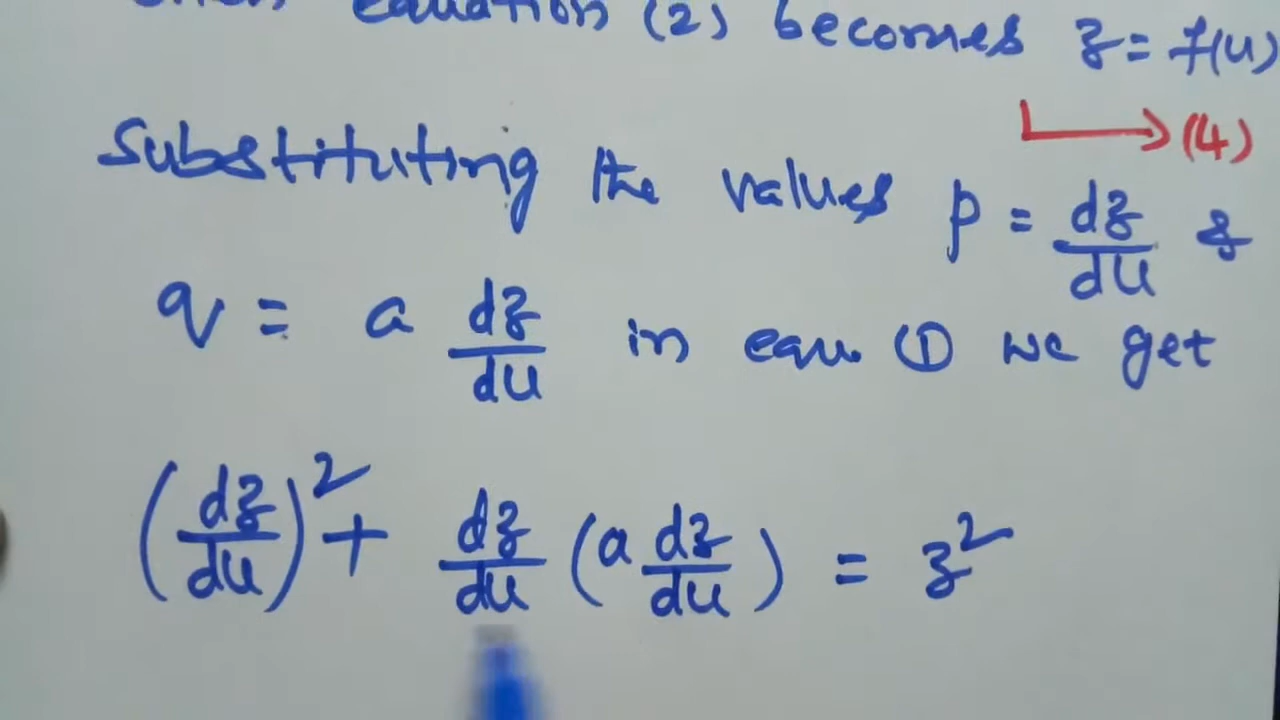 equation (2) becomes z = f(u)
→ (4)
Substituting the values p = dz/du &
q = a dz/du in equ. ① we get
(dz/du)² + dz/du (a dz/du) = z²